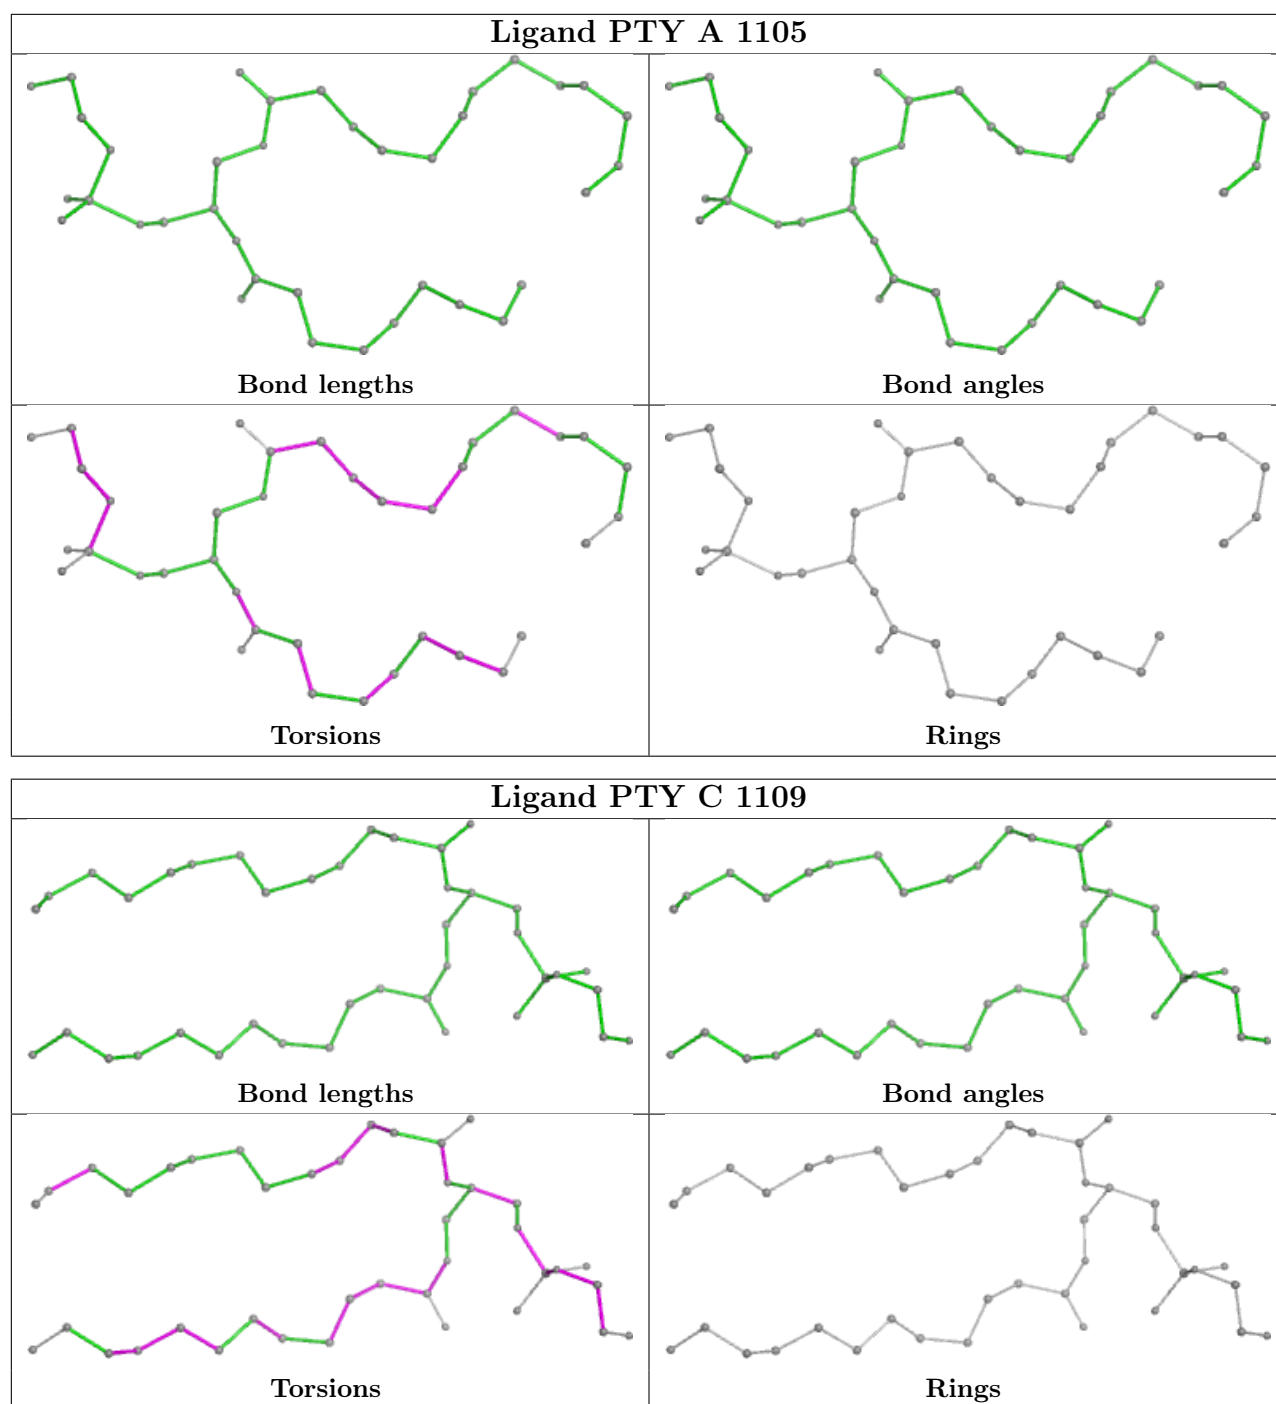 Ligand PTY A 1105
Bond lengths
Bond angles
Torsions
Rings
Ligand PTY C 1109
Bond lengths
Bond angles
Torsions
Rings